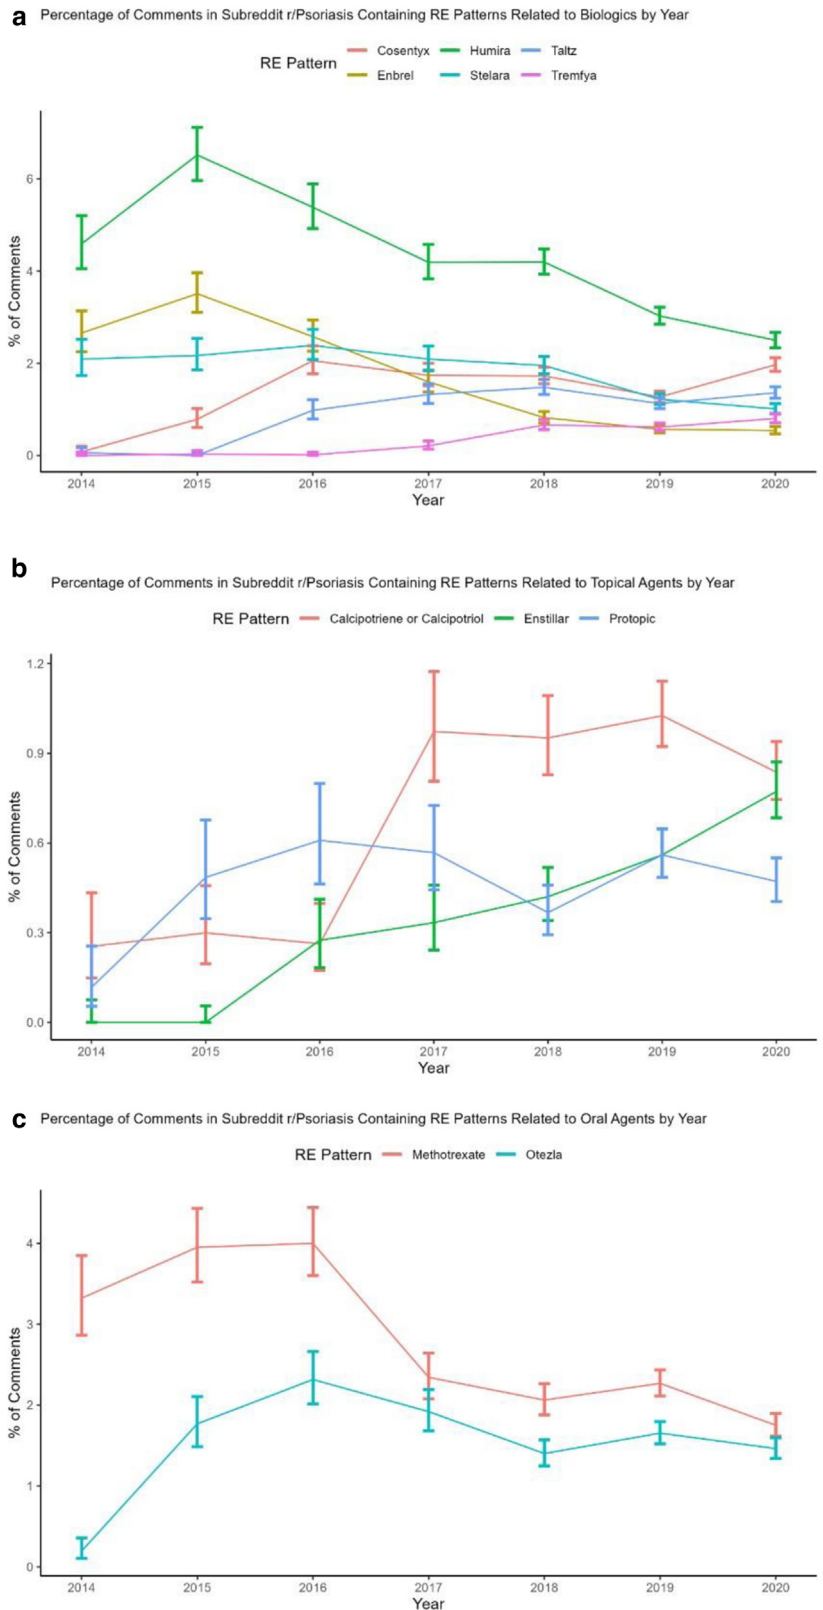 a Percentage of Comments in Subreddit r/Psoriasis Containing RE Patterns Related to Biologics by Year
RE Pattern
Cosentyx Humira Taltz
Enbrel Stelara Tremfya
% of Comments
6
4
2
0
2014 2015 2016 2017 2018 2019 2020
Year
b
Percentage of Comments in Subreddit r/Psoriasis Containing RE Patterns Related to Topical Agents by Year
RE Pattern Calcipotriene or Calcipotriol Enstillar Protopic
% of Comments
1.2
0.9
0.6
0.3
0.0
2014 2015 2016 2017 2018 2019 2020
Year
c Percentage of Comments in Subreddit r/Psoriasis Containing RE Patterns Related to Oral Agents by Year
RE Pattern Methotrexate Otezla
% of Comments
4
3
2
1
0
2014 2015 2016 2017 2018 2019 2020
Year